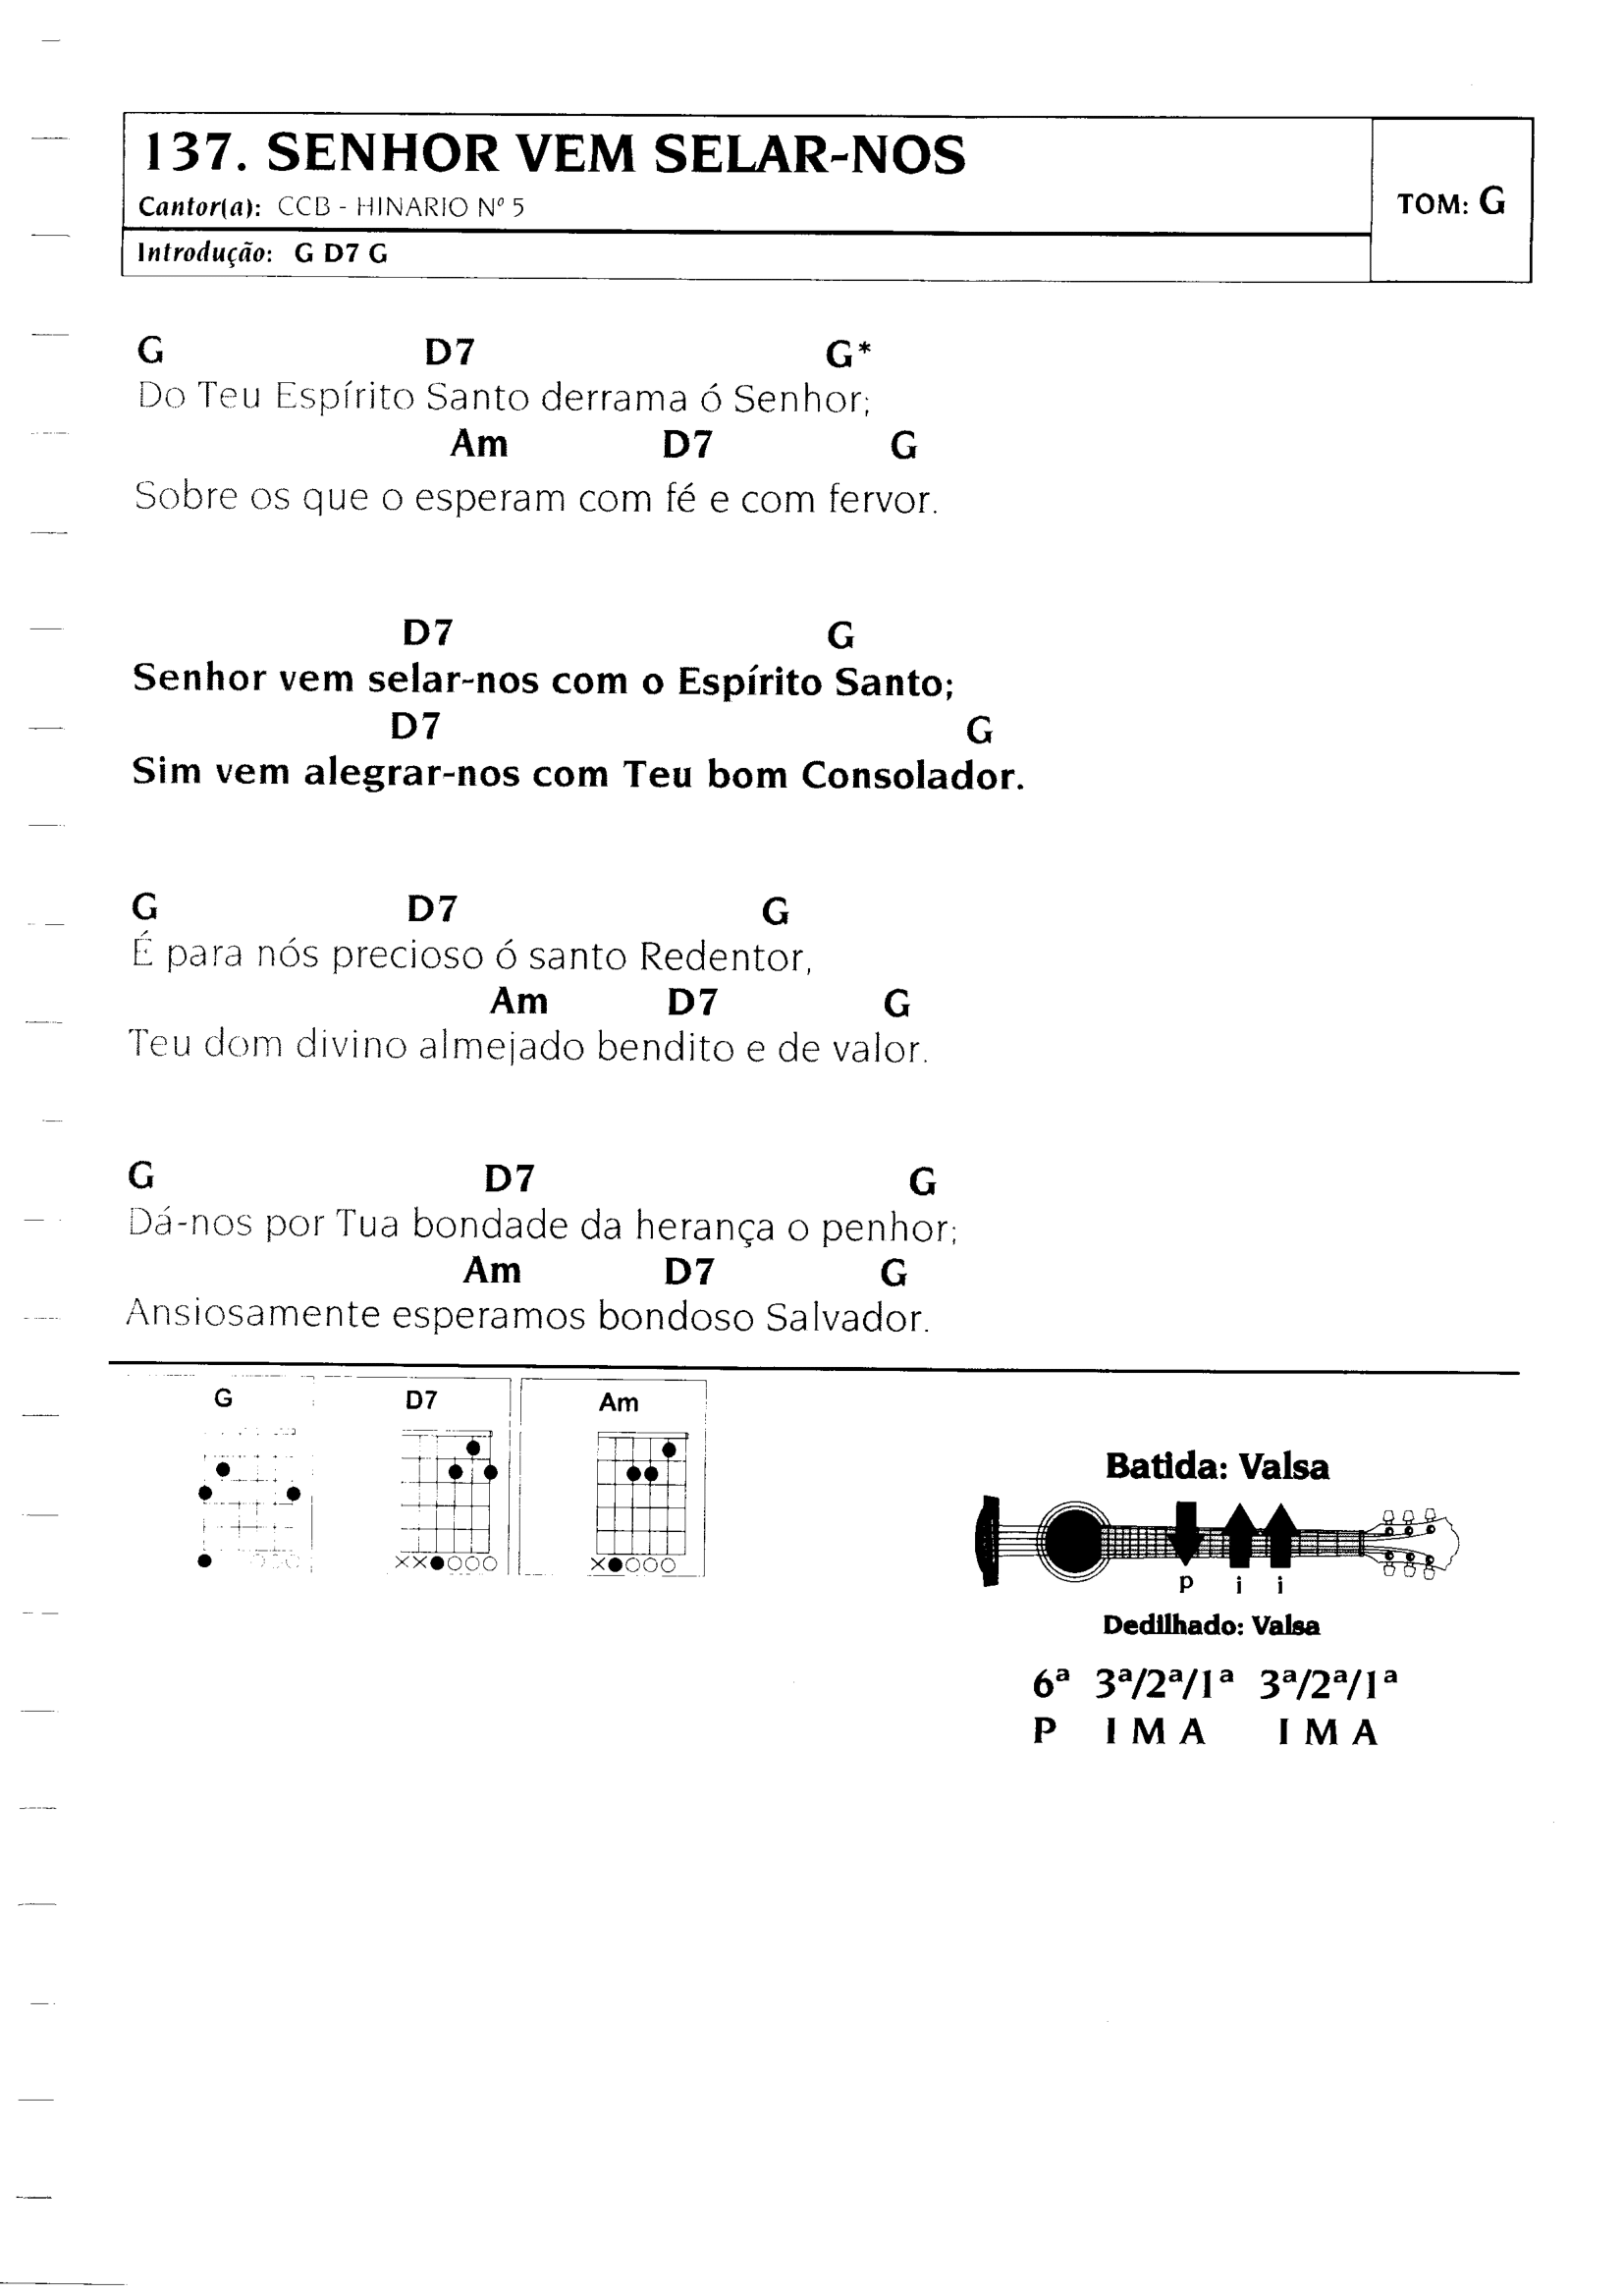 137. SENHOR VEM SELAR-NOS
Cantor(a): CCB - HINARIO Nº 5
TOM: G
Introdução: G D7 G
G D7 G*
Do Teu Espírito Santo derrama ó Senhor;
Am D7 G
Sobre os que o esperam com fé e com fervor.
D7 G
Senhor vem selar-nos com o Espírito Santo;
D7 G
Sim vem alegrar-nos com Teu bom Consolador.
G D7 G
É para nós precioso ó santo Redentor,
Am D7 G
Teu dom divino almejado bendito e de valor.
G D7 G
Dá-nos por Tua bondade da herança o penhor;
Am D7 G
Ansiosamente esperamos bondoso Salvador.
G D7 Am
Batida: Valsa
p i i
Dedilhado: Valsa
6ª 3ª/2ª/1ª 3ª/2ª/1ª
P I M A I M A